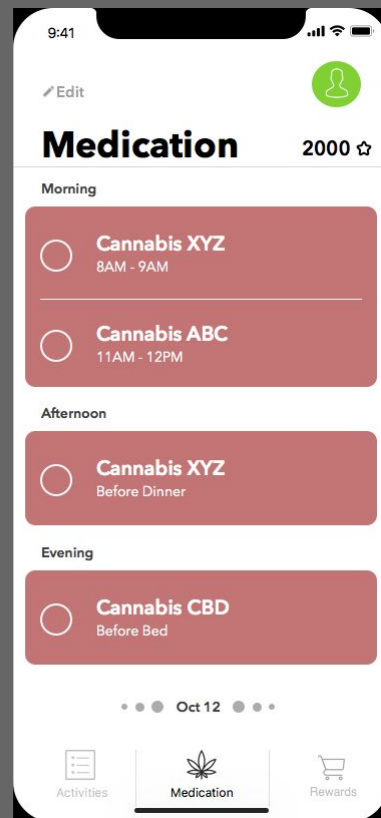 9:41
Edit
Medication
2000
Morning
Cannabis XYZ
8AM - 9AM
Cannabis ABC
11AM - 12PM
Afternoon
Cannabis XYZ
Before Dinner
Evening
Cannabis CBD
Before Bed
Oct 12
Activities
Medication
Rewards